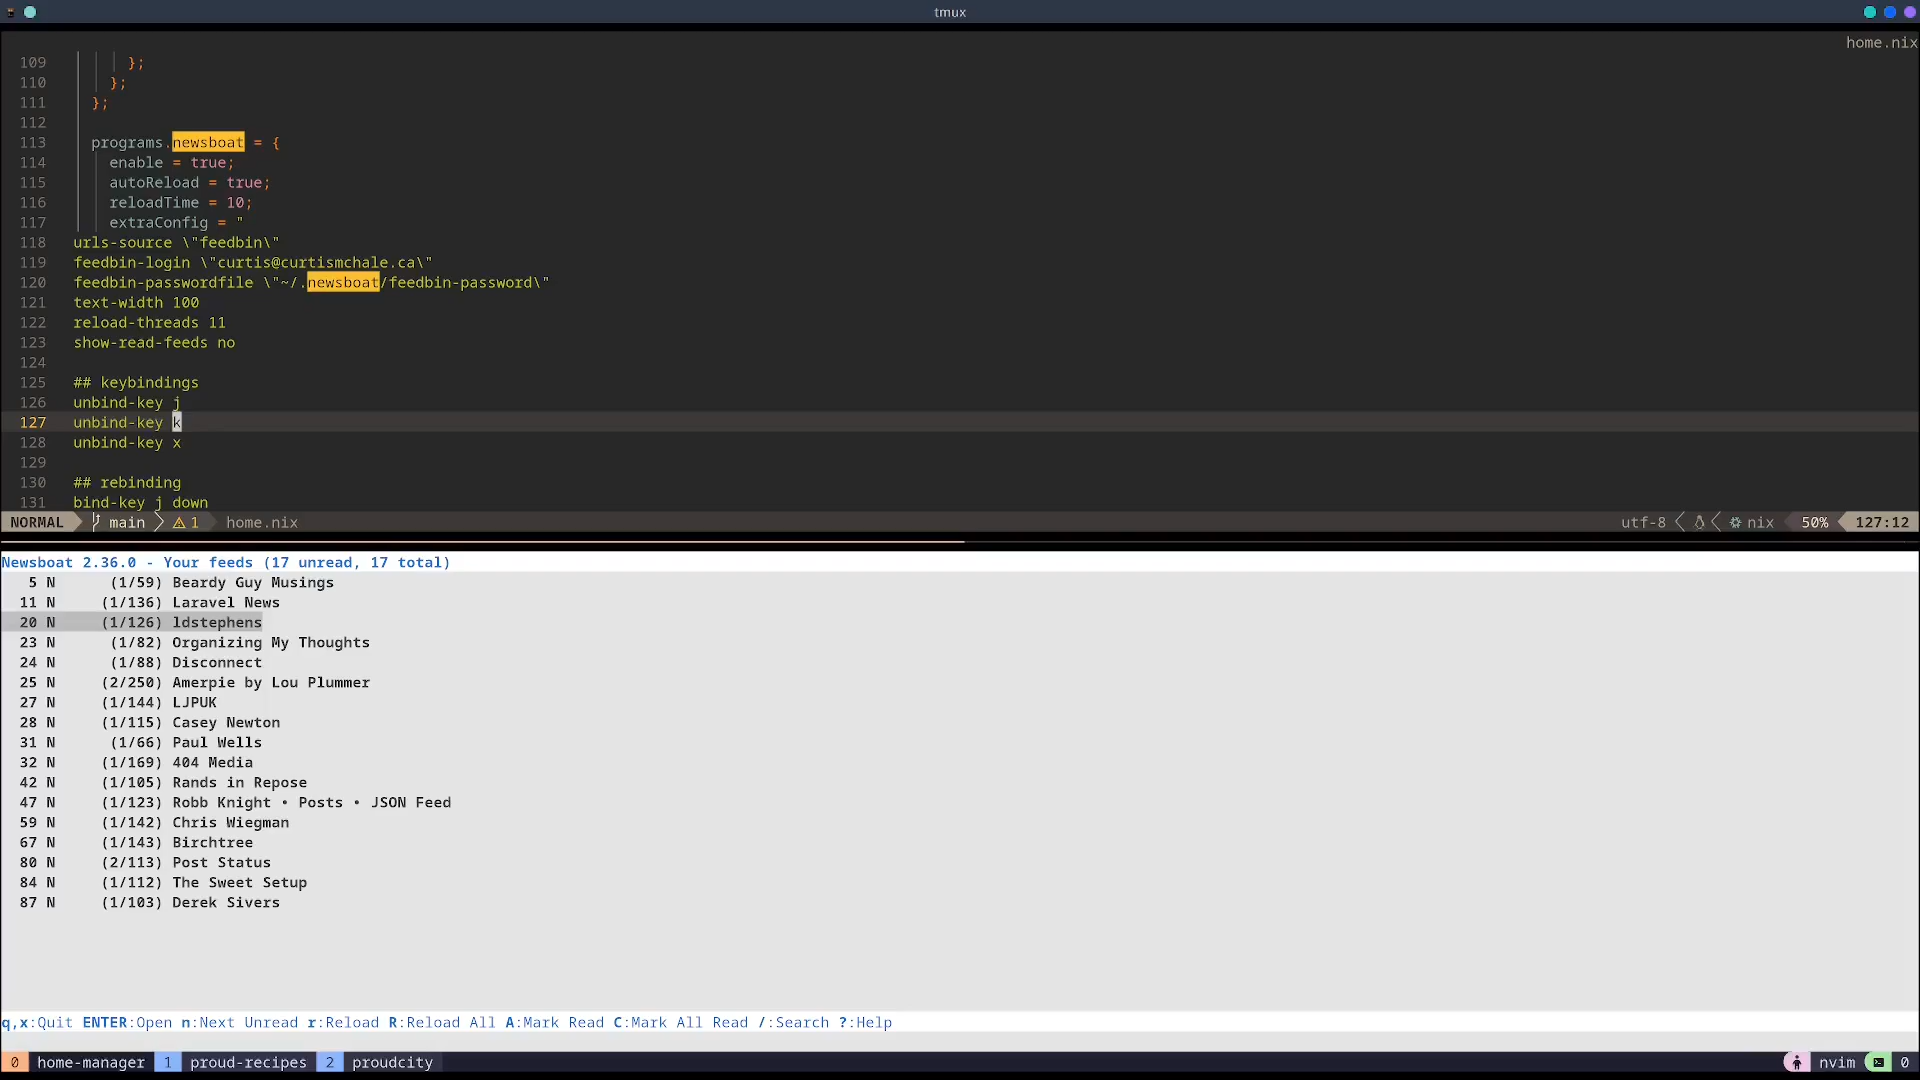 tmux
home.nix
109 };
110 };
111 };
112
113 programs.newsboat = {
114 enable = true;
115 autoReload = true;
116 reloadTime = 10;
117 extraConfig = "
118 urls-source \"feedbin\"
119 feedbin-login \"curtis@curtismchale.ca\"
120 feedbin-passwordfile \"~/.newsboat/feedbin-password\"
121 text-width 100
122 reload-threads 11
123 show-read-feeds no
124
125 ## keybindings
126 unbind-key j
127 unbind-key k
128 unbind-key x
129
130 ## rebinding
131 bind-key j down
NORMAL main 1 home.nix utf-8 nix 50% 127:12
Newsboat 2.36.0 - Your feeds (17 unread, 17 total)
5 N (1/59) Beardy Guy Musings
11 N (1/136) Laravel News
20 N (1/126) ldstephens
23 N (1/82) Organizing My Thoughts
24 N (1/88) Disconnect
25 N (2/250) Amerpie by Lou Plummer
27 N (1/144) LJPUK
28 N (1/115) Casey Newton
31 N (1/66) Paul Wells
32 N (1/169) 404 Media
42 N (1/105) Rands in Repose
47 N (1/123) Robb Knight • Posts • JSON Feed
59 N (1/142) Chris Wiegman
67 N (1/143) Birchtree
80 N (2/113) Post Status
84 N (1/112) The Sweet Setup
87 N (1/103) Derek Sivers
q,x:Quit ENTER:Open n:Next Unread r:Reload R:Reload All A:Mark Read C:Mark All Read /:Search ?:Help
0 home-manager 1 proud-recipes 2 proudcity nvim 0